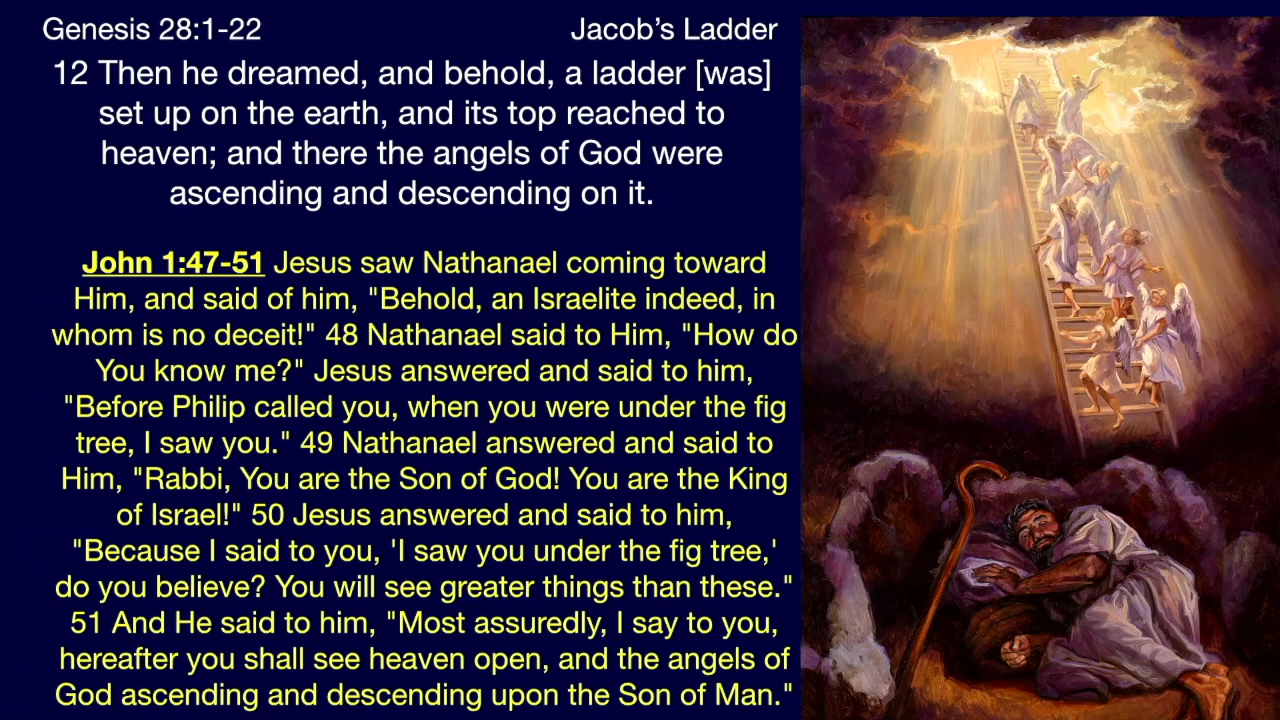 Genesis 28:1-22 Jacob’s Ladder
12 Then he dreamed, and behold, a ladder [was]
set up on the earth, and its top reached to
heaven; and there the angels of God were
ascending and descending on it.
John 1:47-51 Jesus saw Nathanael coming toward
Him, and said of him, "Behold, an Israelite indeed, in
whom is no deceit!" 48 Nathanael said to Him, "How do
You know me?" Jesus answered and said to him,
"Before Philip called you, when you were under the fig
tree, I saw you." 49 Nathanael answered and said to
Him, "Rabbi, You are the Son of God! You are the King
of Israel!" 50 Jesus answered and said to him,
"Because I said to you, 'I saw you under the fig tree,'
do you believe? You will see greater things than these."
51 And He said to him, "Most assuredly, I say to you,
hereafter you shall see heaven open, and the angels of
God ascending and descending upon the Son of Man."